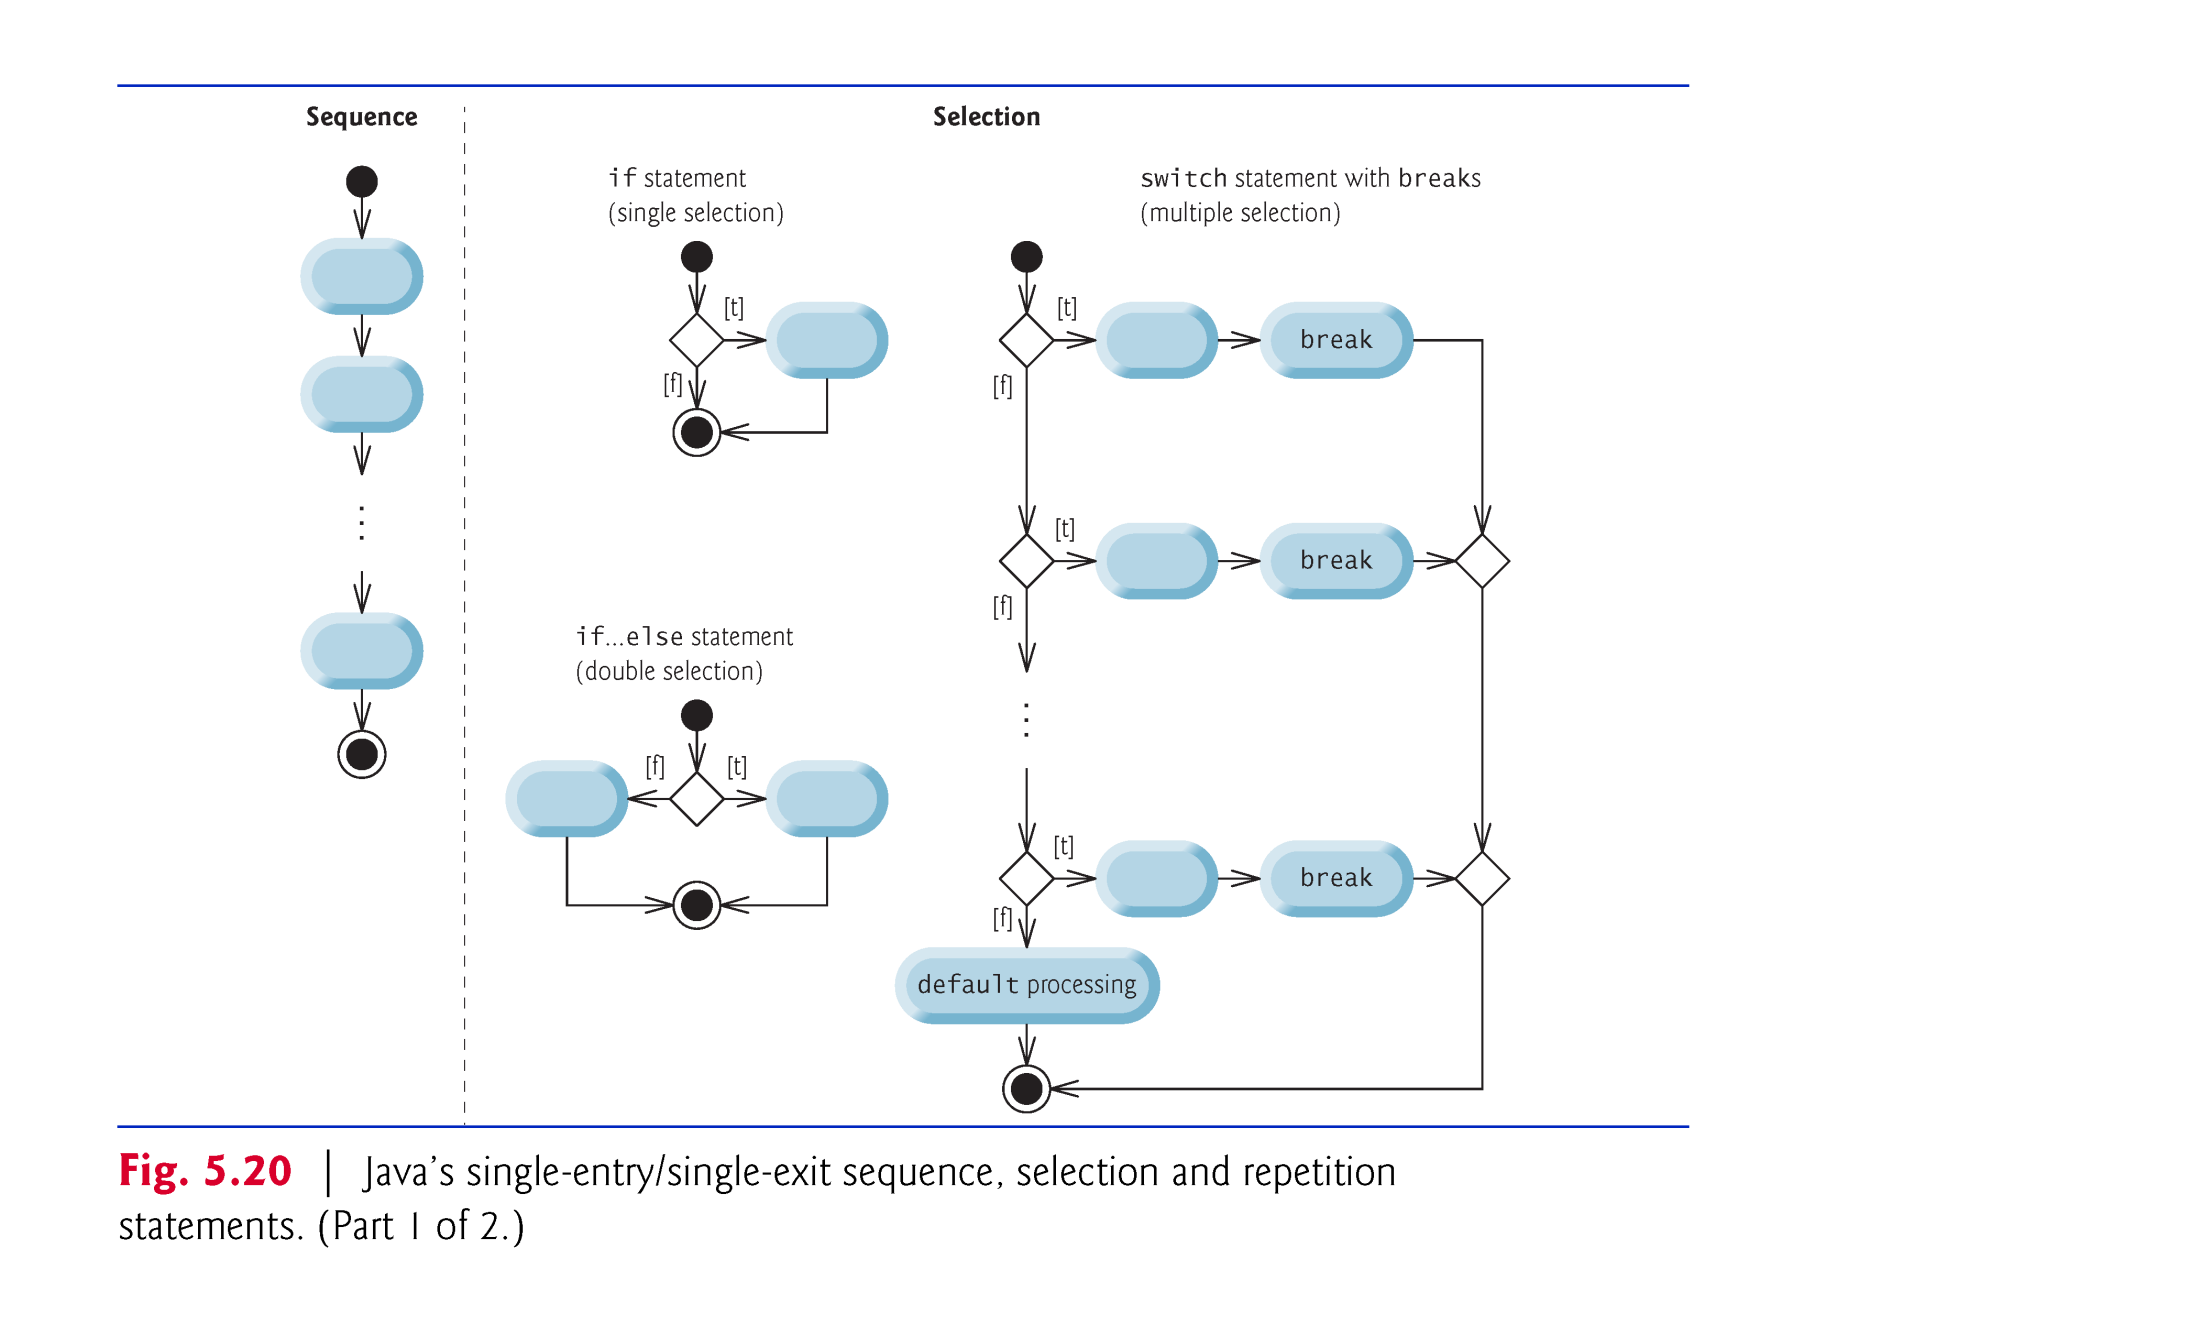 Sequence
Selection
if statement
(single selection)
switch statement with breaks
(multiple selection)
[t]
[f]
[t]
break
[f]
[t]
break
[f]
if...else statement
(double selection)
[f]
[t]
[t]
break
[f]
default processing
Fig. 5.20 | Java's single-entry/single-exit sequence, selection and repetition
statements. (Part 1 of 2.)